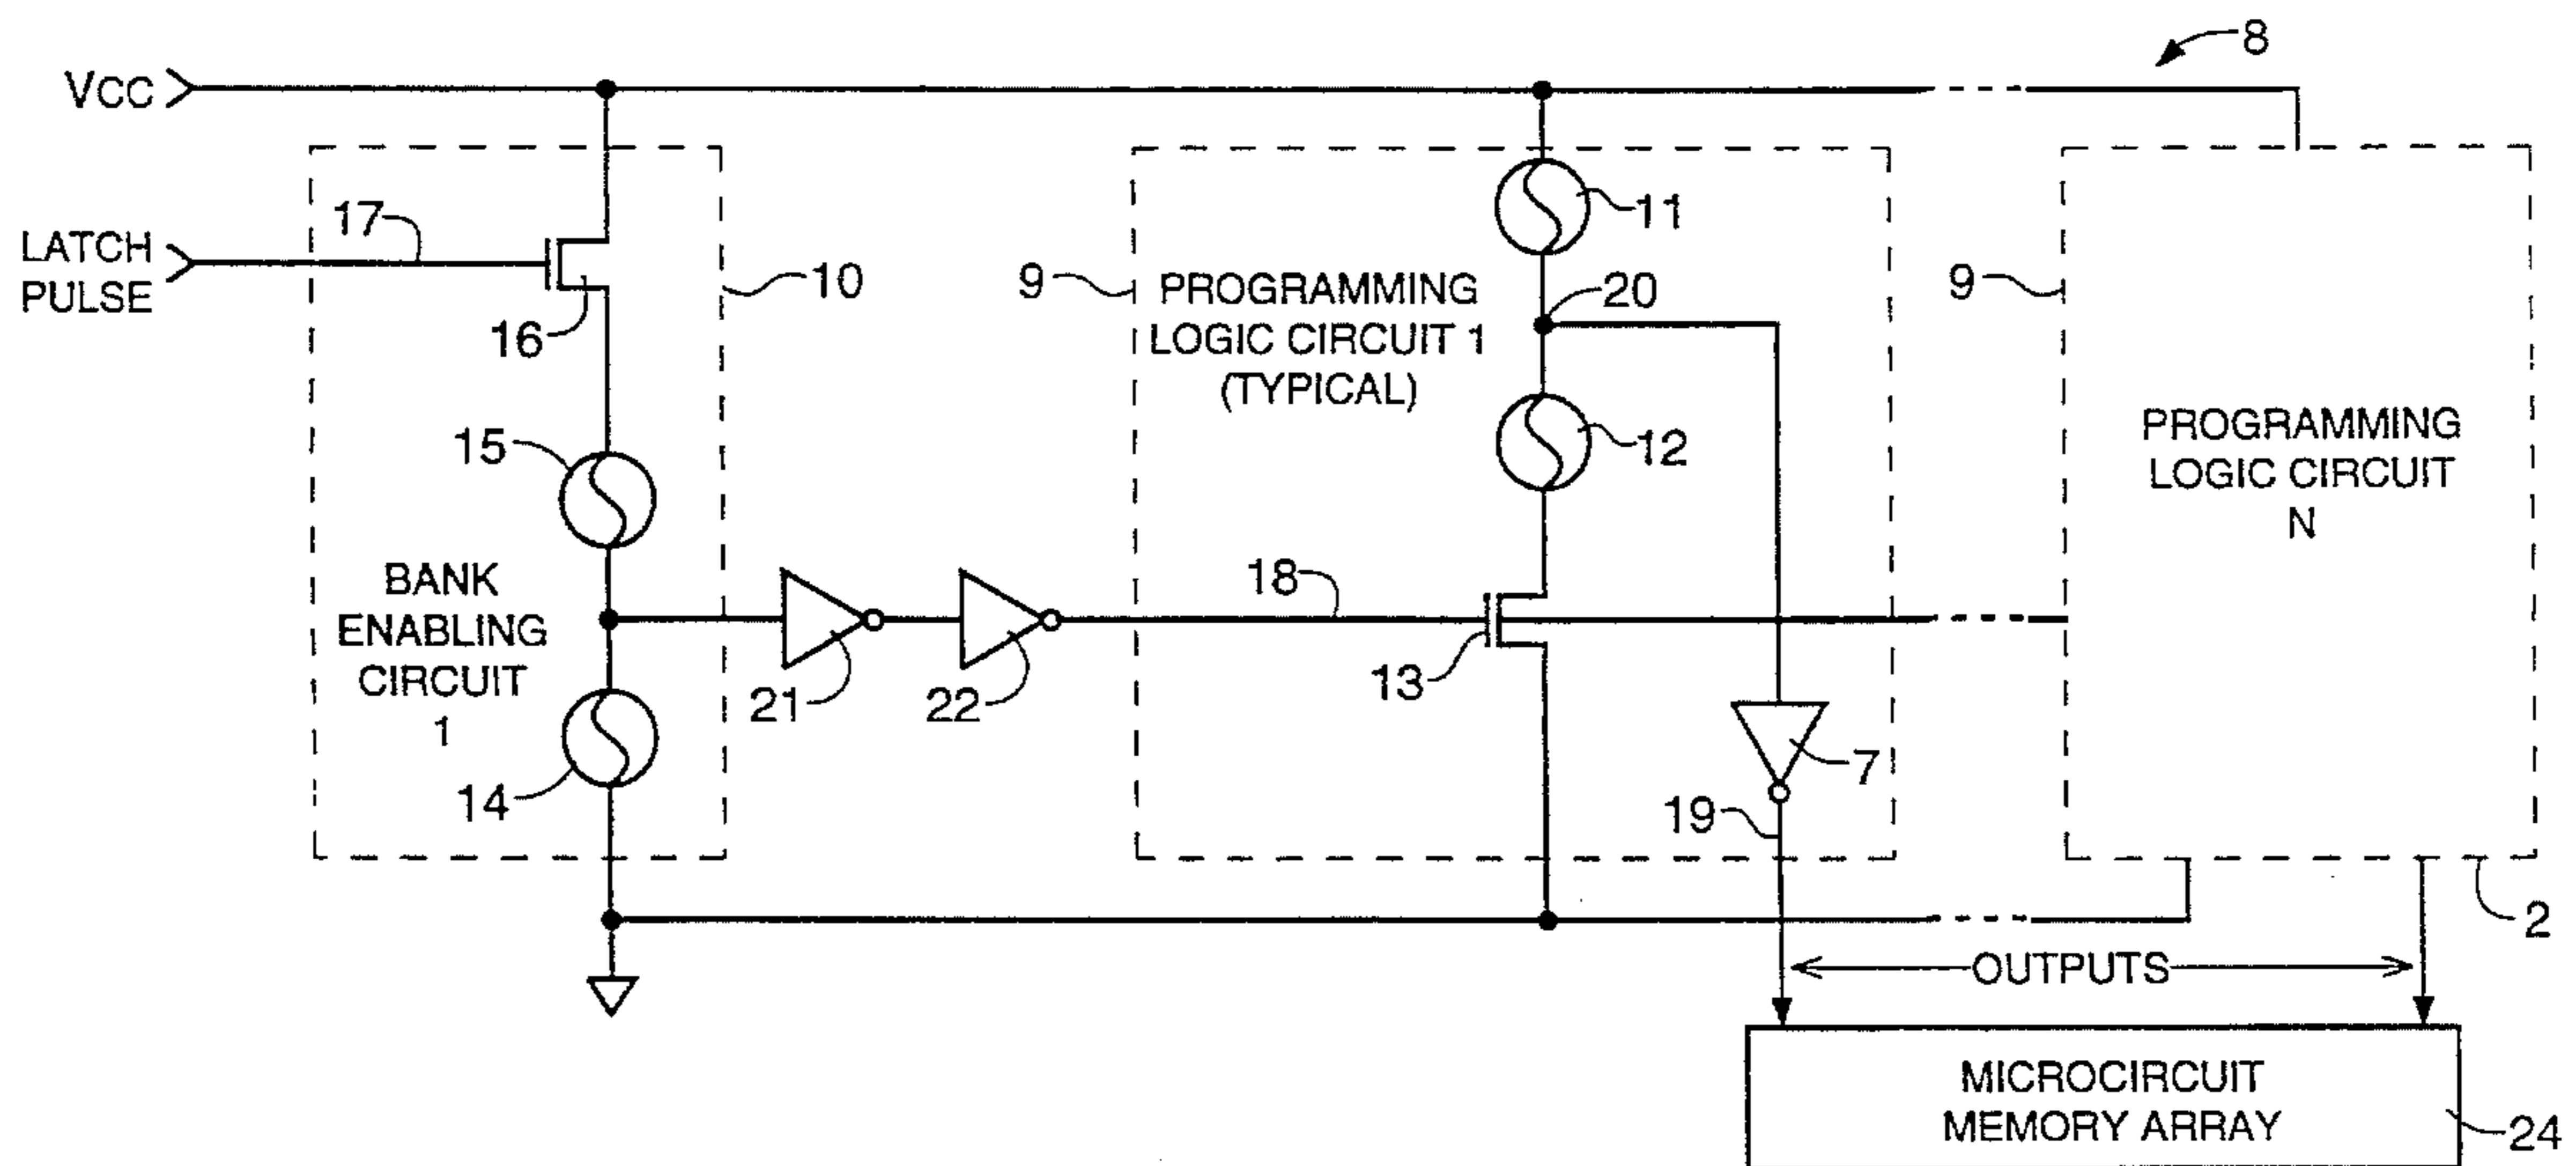 8
VCC
LATCH
PULSE
17
16
10
15
BANK
ENABLING
CIRCUIT
1
14
21
22
9
PROGRAMMING
LOGIC CIRCUIT 1
(TYPICAL)
11
20
12
18
13
7
19
9
PROGRAMMING
LOGIC CIRCUIT
N
2
OUTPUTS
MICROCIRCUIT
MEMORY ARRAY
24